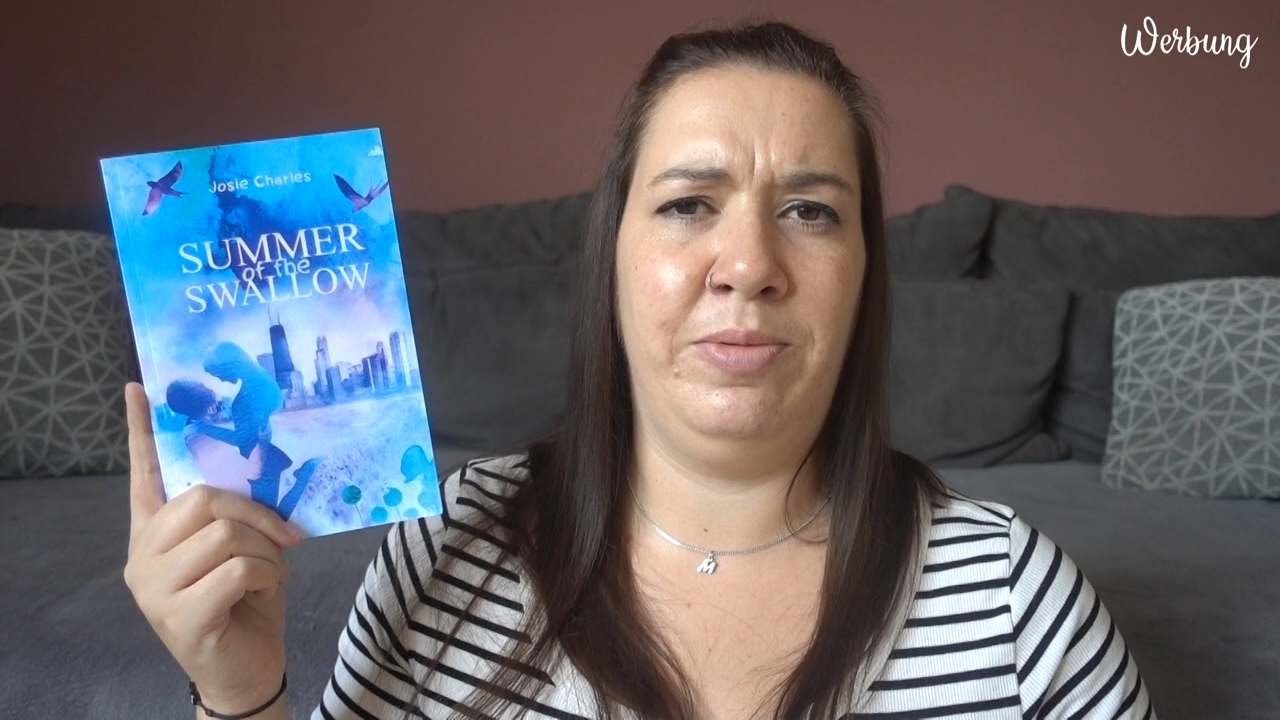 Werbung
Josie Charles
SUMMER
of the
SWALLOW
M